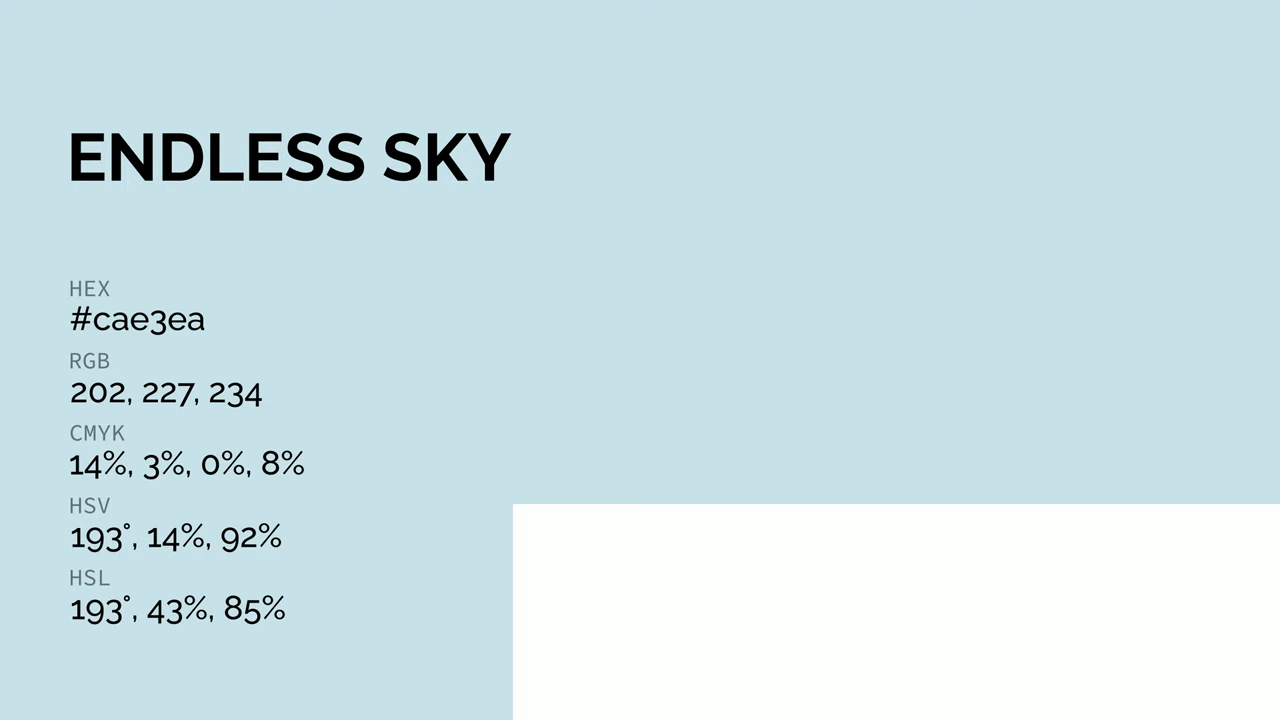 ENDLESS SKY
HEX
#cae3ea
RGB
202, 227, 234
CMYK
14%, 3%, 0%, 8%
HSV
193°, 14%, 92%
HSL
193°, 43%, 85%